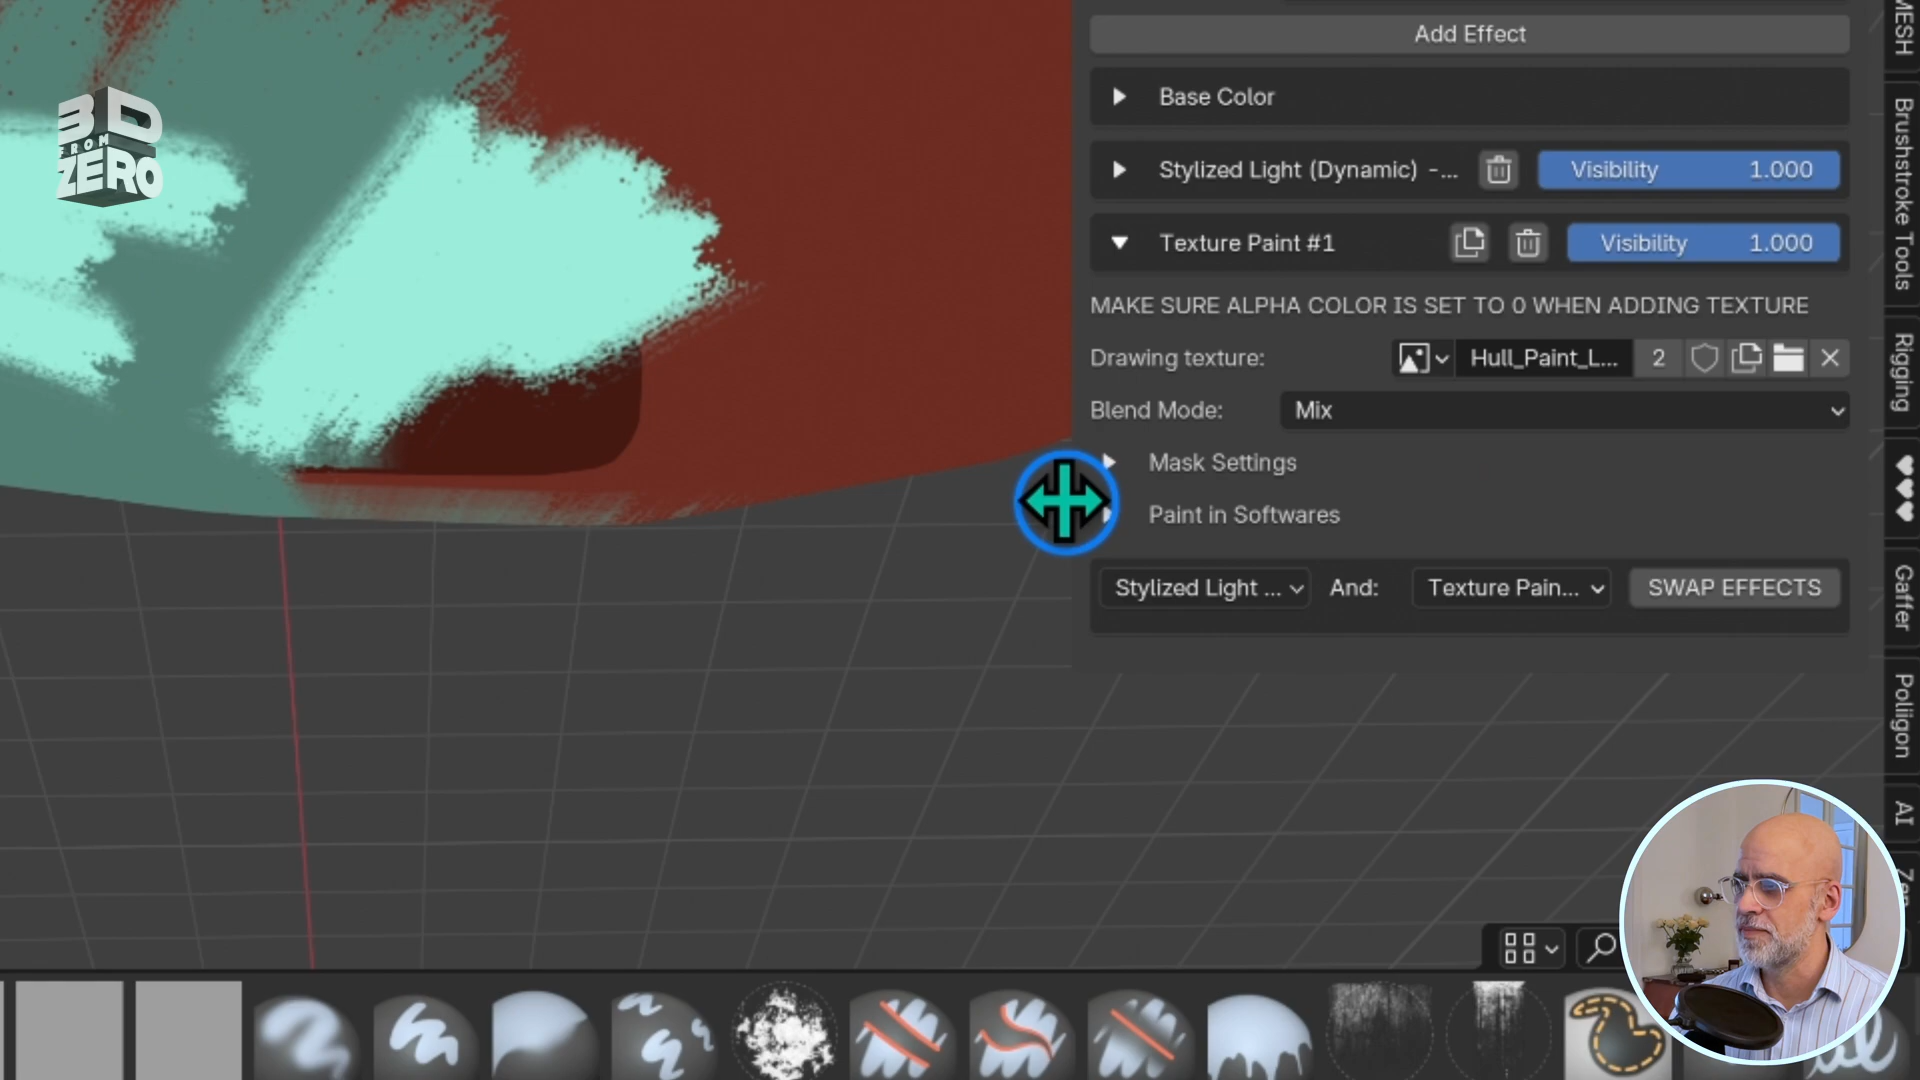 3D
FROM
ZERO
Add Effect
Base Color
Stylized Light (Dynamic) -...
Visibility 1.000
Texture Paint #1
Visibility 1.000
MAKE SURE ALPHA COLOR IS SET TO 0 WHEN ADDING TEXTURE
Drawing texture:
Hull_Paint_L...
2
Blend Mode:
Mix
Mask Settings
Paint in Softwares
Stylized Light ...
And:
Texture Pain...
SWAP EFFECTS
Brushstroke Tools
Rigging
Gaffer
Poliigon
AI